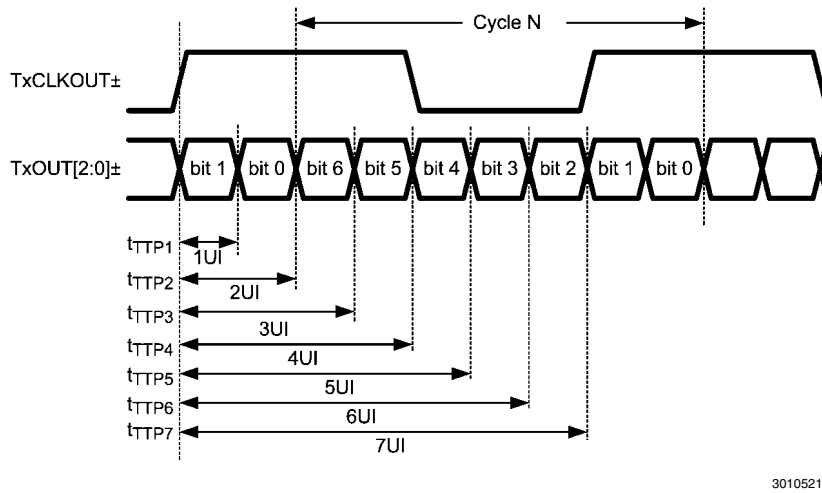 Cycle N
TxCLKOUT±
TxOUT[2:0]± bit 1 bit 0 bit 6 bit 5 bit 4 bit 3 bit 2 bit 1 bit 0
tTTP1 1UI
tTTP2 2UI
tTTP3 3UI
tTTP4 4UI
tTTP5 5UI
tTTP6 6UI
tTTP7 7UI
3010521